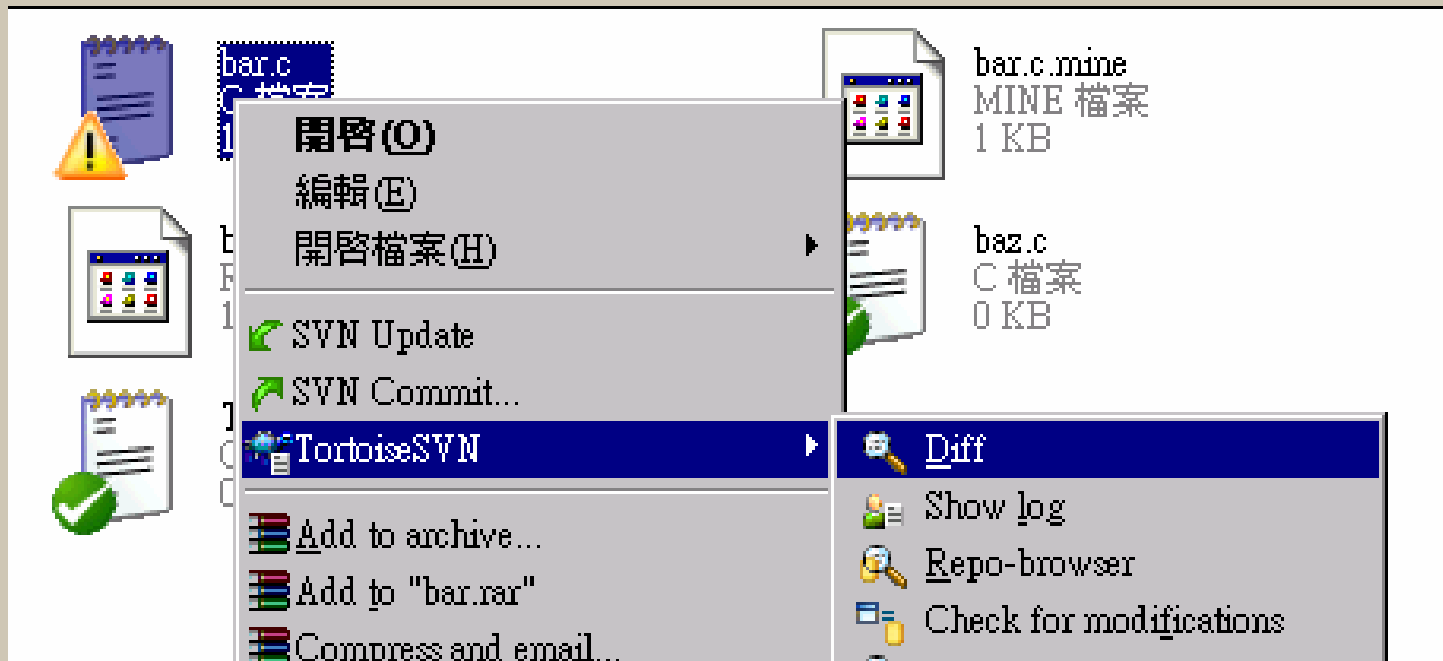 bar.c
C 檔案
bar.c.mine
MINE 檔案
1 KB
baz.c
C 檔案
0 KB
開啟(O)
編輯(E)
開啟檔案(H)
SVN Update
SVN Commit...
TortoiseSVN
Add to archive...
Add to "bar.rar"
Compress and email...
Diff
Show log
Repo-browser
Check for modifications